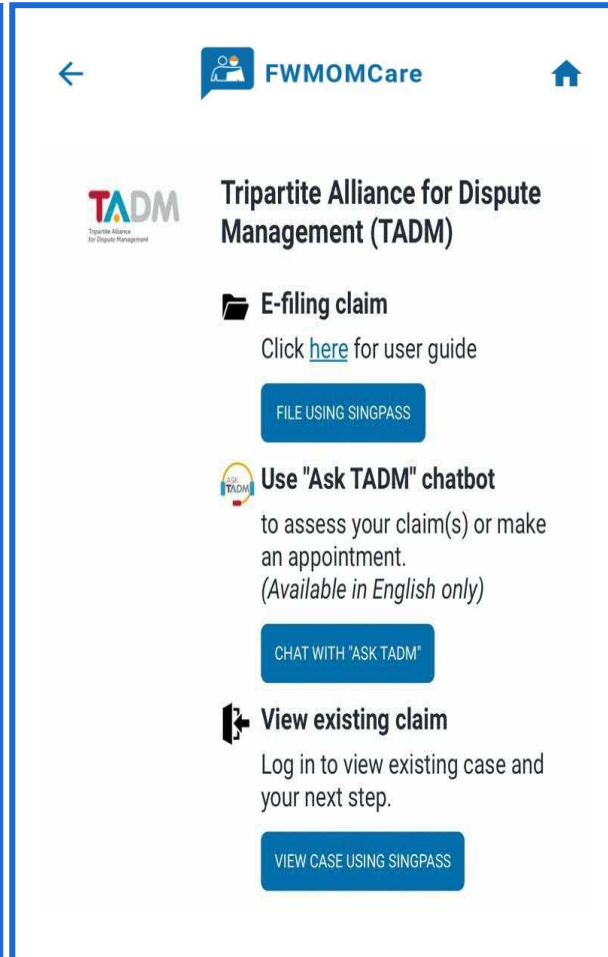 FWMOMCare
TADM
Tripartite Alliance
for Dispute Management
Tripartite Alliance for Dispute
Management (TADM)
E-filing claim
Click here for user guide
FILE USING SINGPASS
ASK
TADM
Use "Ask TADM" chatbot
to assess your claim(s) or make
an appointment.
(Available in English only)
CHAT WITH "ASK TADM"
View existing claim
Log in to view existing case and
your next step.
VIEW CASE USING SINGPASS